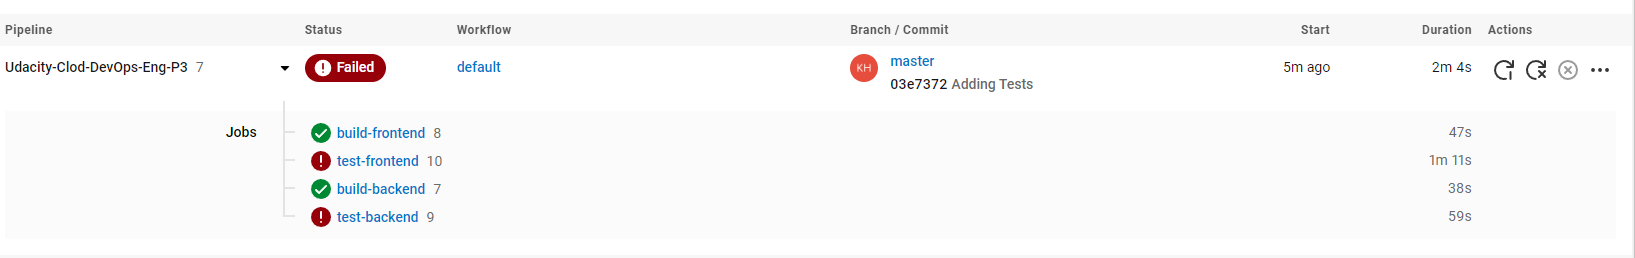 Pipeline Status Workflow Branch / Commit Start Duration Actions
Udacity-Clod-DevOps-Eng-P3 7 Failed default KH master 5m ago 2m 4s
03e7372 Adding Tests
Jobs build-frontend 8 47s
test-frontend 10 1m 11s
build-backend 7 38s
test-backend 9 59s